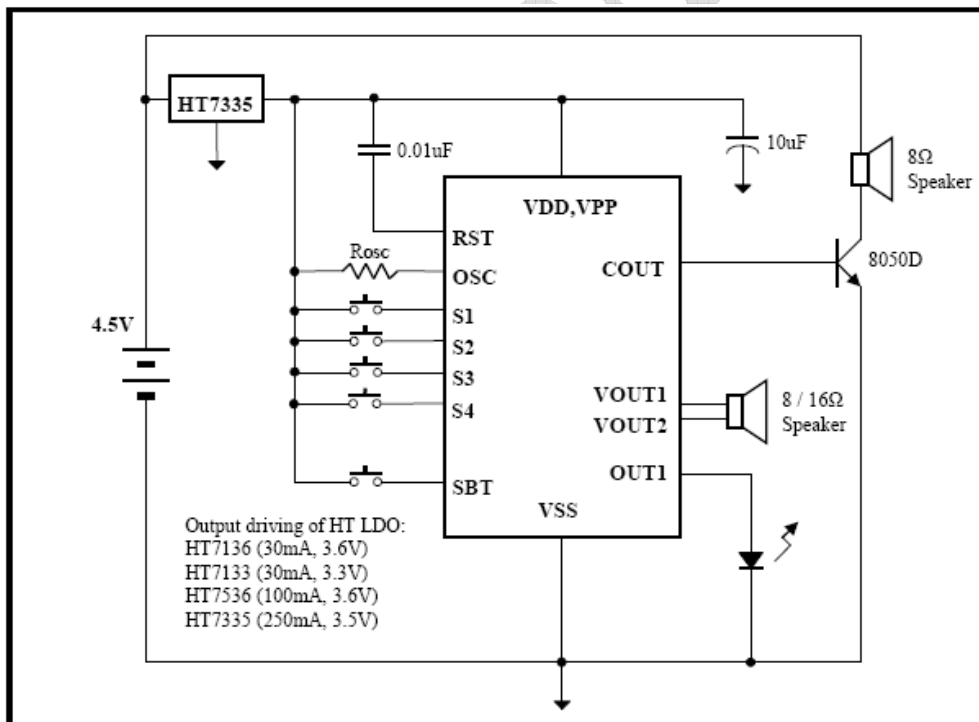 HT7335
0.01uF
10uF
8Ω
Speaker
VDD,VPP
RST
Rosc
OSC
COUT
8050D
S1
4.5V
S2
S3
S4
VOUT1
8 / 16Ω
VOUT2
Speaker
OUT1
SBT
VSS
Output driving of HT LDO:
HT7136 (30mA, 3.6V)
HT7133 (30mA, 3.3V)
HT7536 (100mA, 3.6V)
HT7335 (250mA, 3.5V)